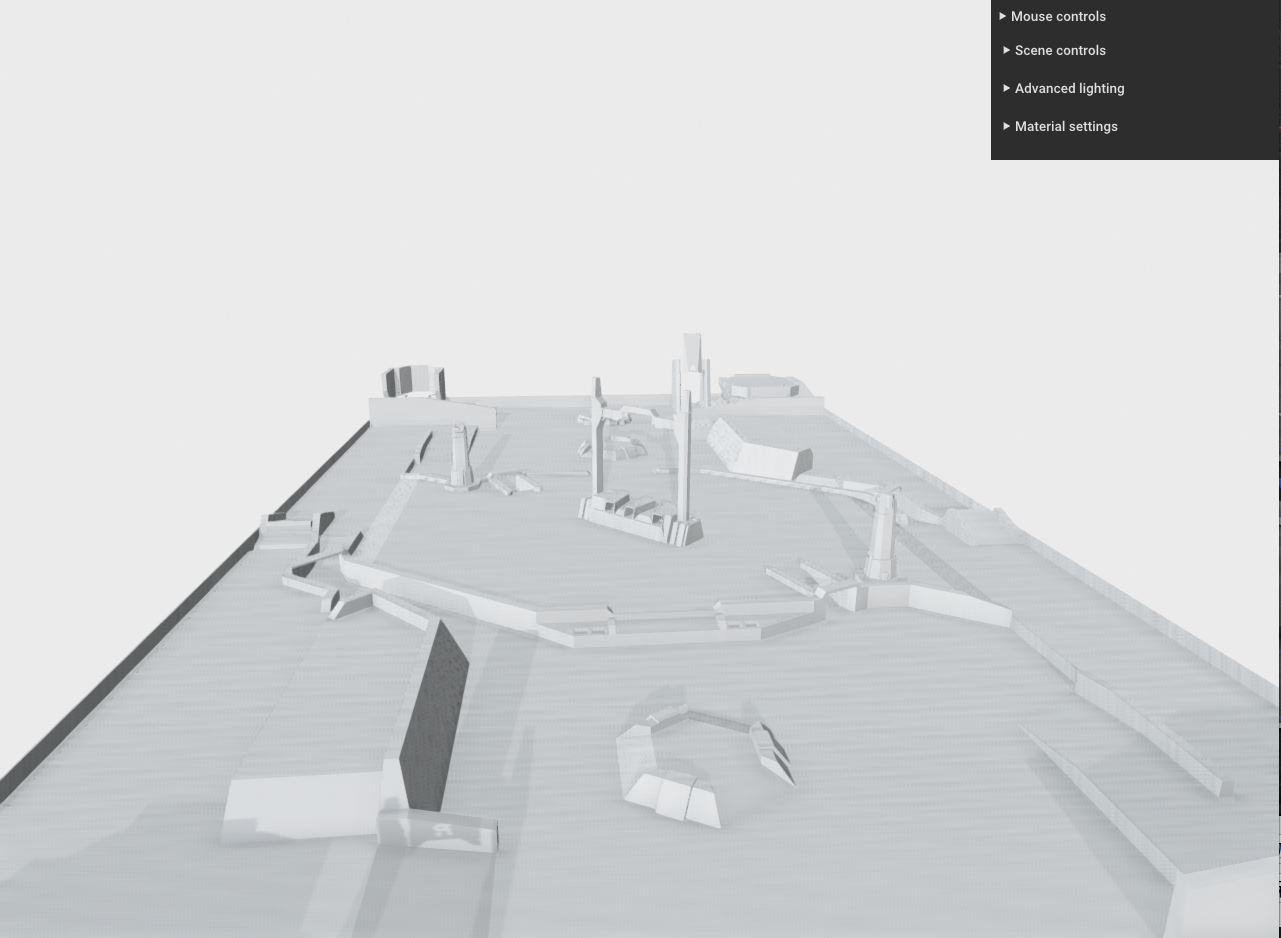 Mouse controls
Scene controls
Advanced lighting
Material settings